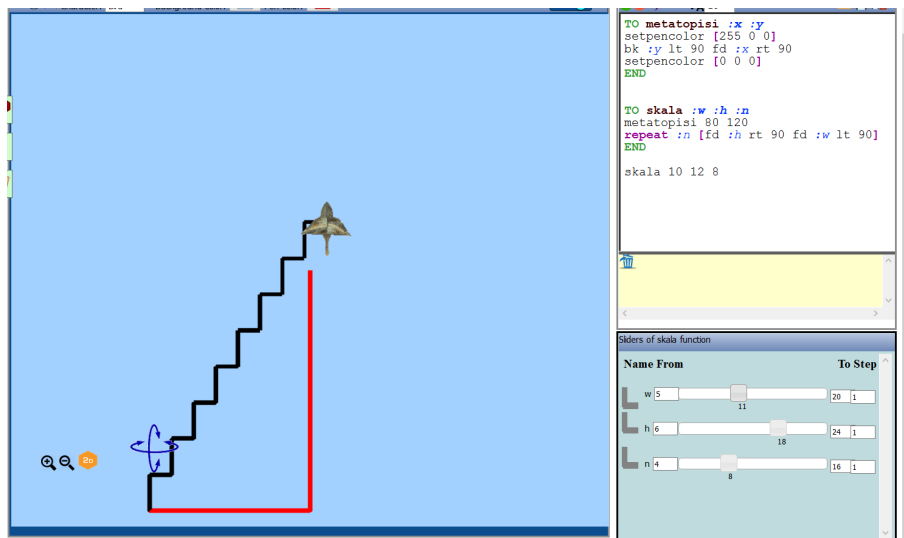 TO metatopisi :x :y
setpencolor [255 0 0]
bk :y lt 90 fd :x rt 90
setpencolor [0 0 0]
END
TO skala :w :h :n
metatopisi 80 120
repeat :n [fd :h rt 90 fd :w lt 90]
END
skala 10 12 8
2D
Sliders of skala function
Name From To Step
w 5 11 20 1
h 6 18 24 1
n 4 8 16 1